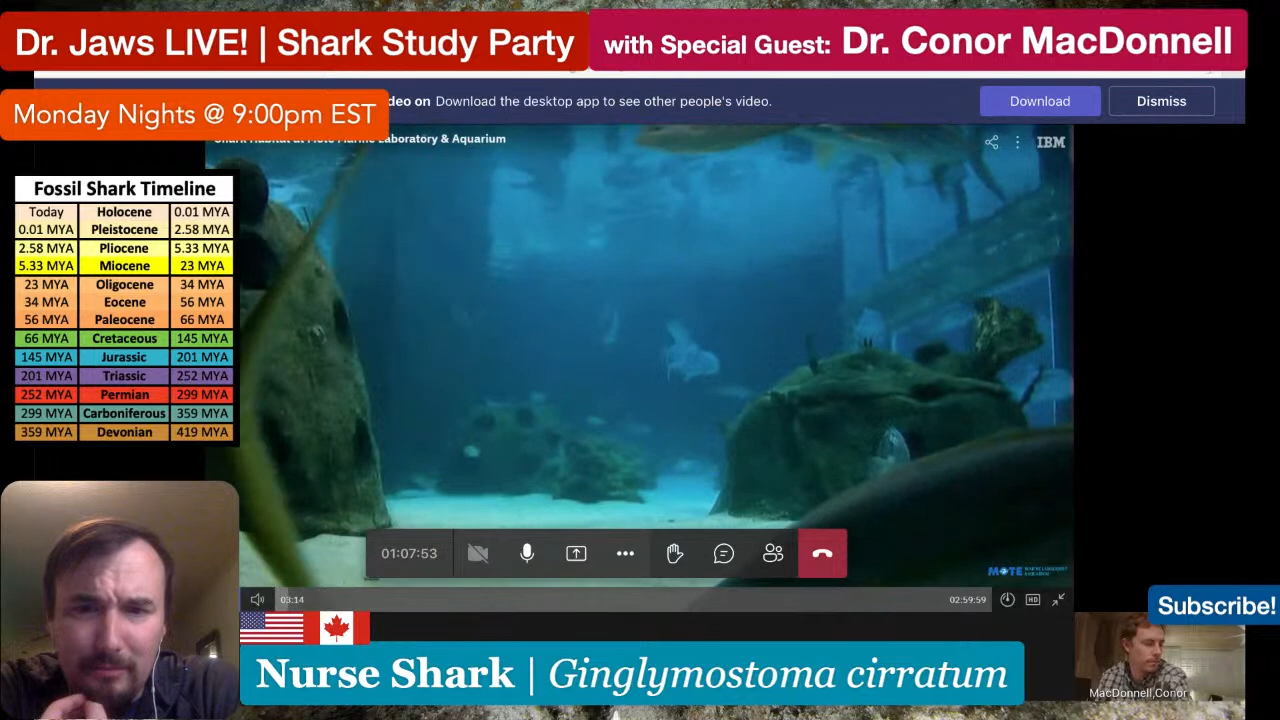 Dr. Jaws LIVE! | Shark Study Party
with Special Guest: Dr. Conor MacDonnell
Monday Nights @ 9:00pm EST
deo on Download the desktop app to see other people's video.
Download
Dismiss
Laboratory & Aquarium
IBM
Fossil Shark Timeline
Today Holocene 0.01 MYA
0.01 MYA Pleistocene 2.58 MYA
2.58 MYA Pliocene 5.33 MYA
5.33 MYA Miocene 23 MYA
23 MYA Oligocene 34 MYA
34 MYA Eocene 56 MYA
56 MYA Paleocene 66 MYA
66 MYA Cretaceous 145 MYA
145 MYA Jurassic 201 MYA
201 MYA Triassic 252 MYA
252 MYA Permian 299 MYA
299 MYA Carboniferous 359 MYA
359 MYA Devonian 419 MYA
01:07:53
MOTE
03:14
02:59:59
HD
Subscribe!
Nurse Shark | Ginglymostoma cirratum
MacDonnell,Conor